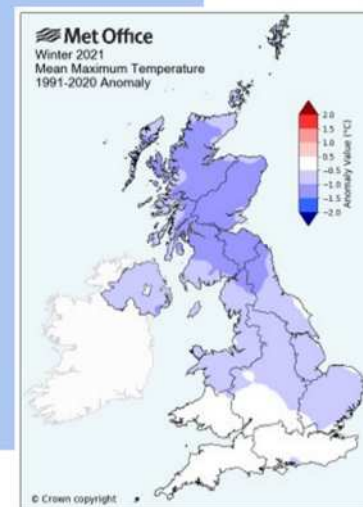 Met Office
Winter 2021
Mean Maximum Temperature
1991-2020 Anomaly
2.0
1.5
1.0
0.5
−0.5
−1.0
−1.5
−2.0
Anomaly Value (°C)
© Crown copyright